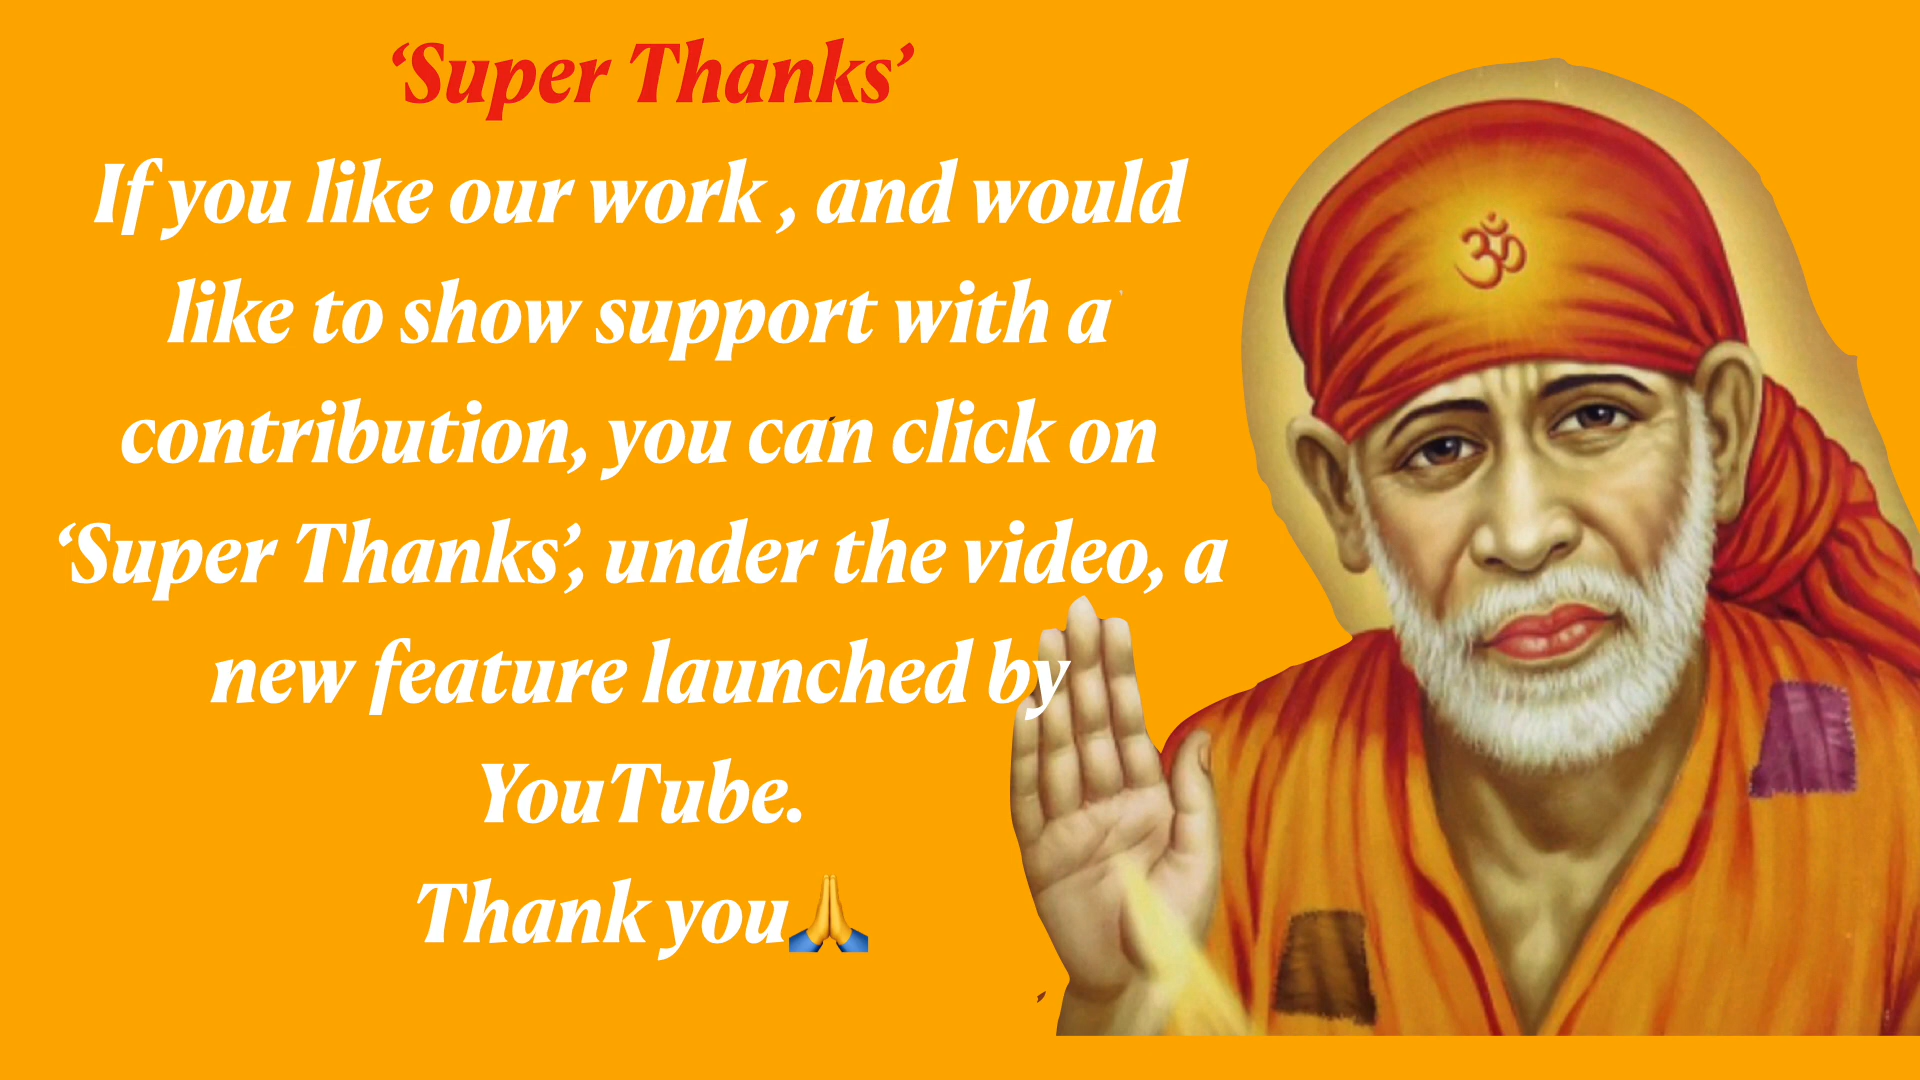 ‘Super Thanks’
If you like our work , and would
like to show support with a
contribution, you can click on
‘Super Thanks’, under the video, a
new feature launched by
YouTube.
Thank you🙏
ॐ